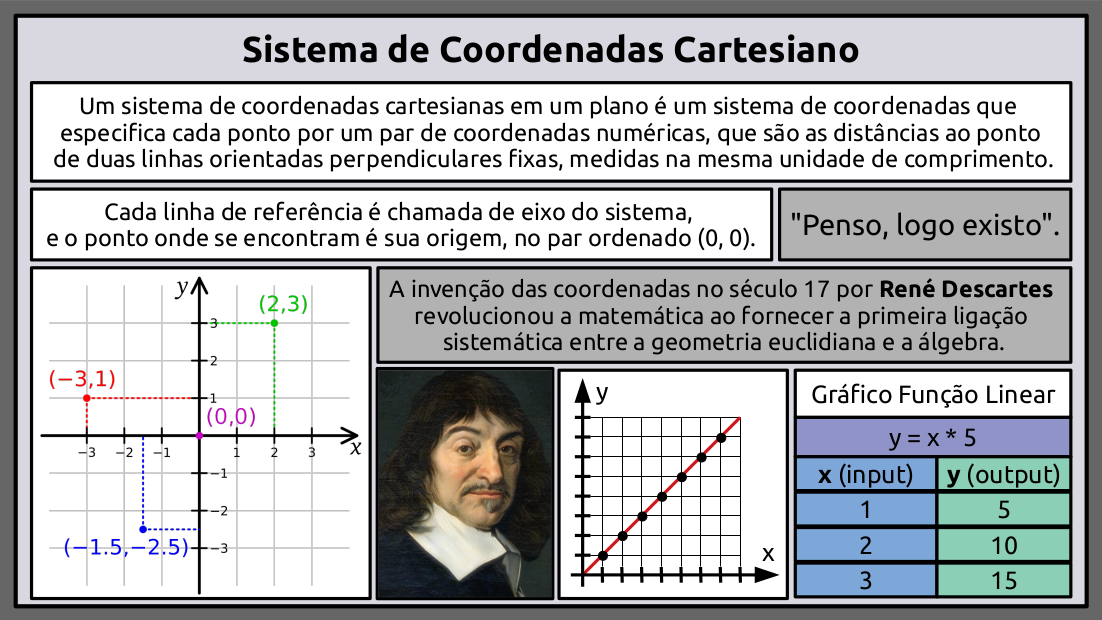 Sistema de Coordenadas Cartesiano
Um sistema de coordenadas cartesianas em um plano é um sistema de coordenadas que
especifica cada ponto por um par de coordenadas numéricas, que são as distâncias ao ponto
de duas linhas orientadas perpendiculares fixas, medidas na mesma unidade de comprimento.
Cada linha de referência é chamada de eixo do sistema,
e o ponto onde se encontram é sua origem, no par ordenado (0, 0).
"Penso, logo existo".
y
(2,3)
3
2
(−3,1)
1
(0,0)
−3 −2 −1 1 2 3 x
−1
−2
(−1.5,−2.5)
−3
A invenção das coordenadas no século 17 por René Descartes
revolucionou a matemática ao fornecer a primeira ligação
sistemática entre a geometria euclidiana e a álgebra.
y
x
Gráfico Função Linear
y = x * 5
x (input) y (output)
1 5
2 10
3 15